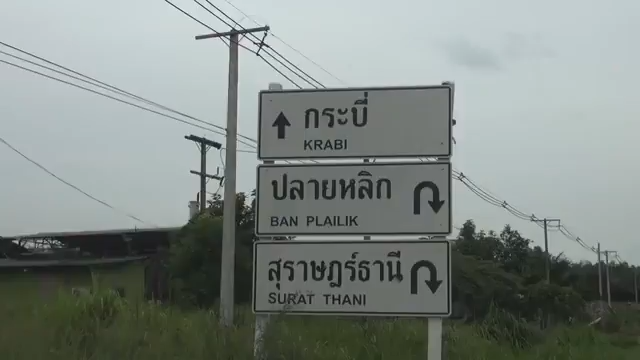 กระบี่
KRABI
ปลายหลิก
BAN PLAILIK
สุราษฎร์ธานี
SURAT THANI